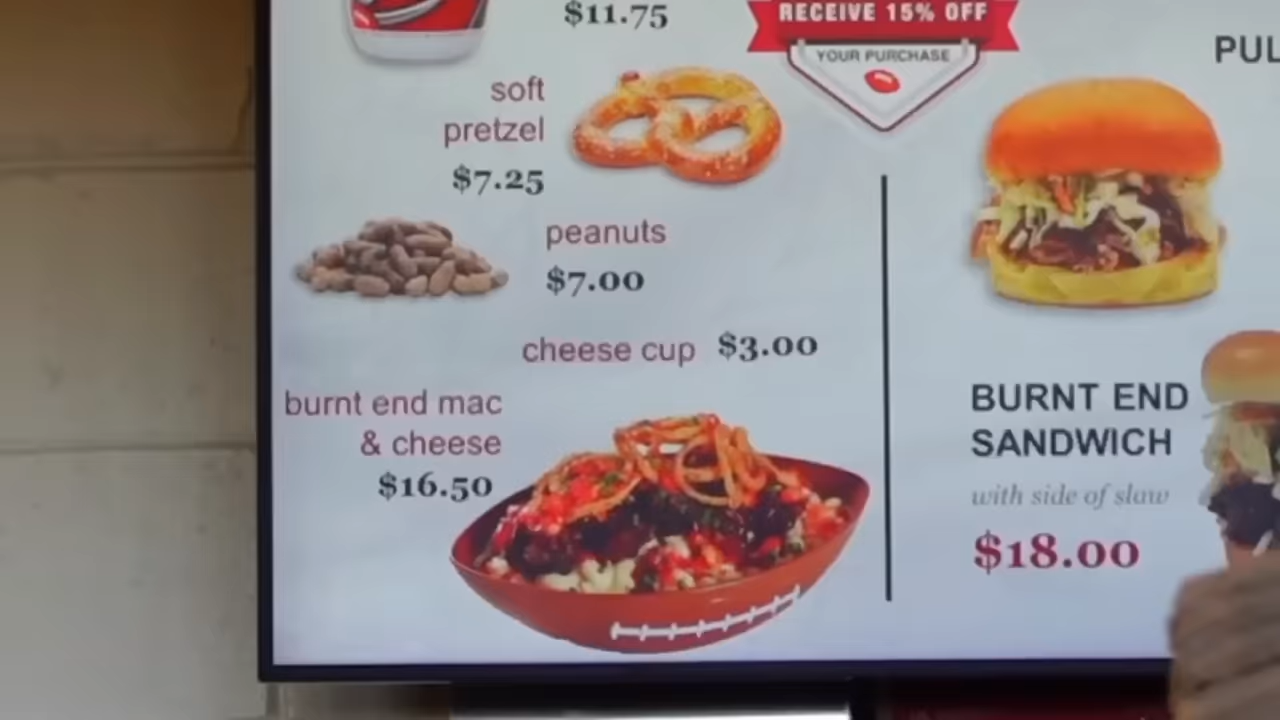 $11.75
RECEIVE 15% OFF
YOUR PURCHASE
soft
pretzel
$7.25
peanuts
$7.00
cheese cup $3.00
burnt end mac
& cheese
$16.50
PUL
BURNT END
SANDWICH
with side of slaw
$18.00